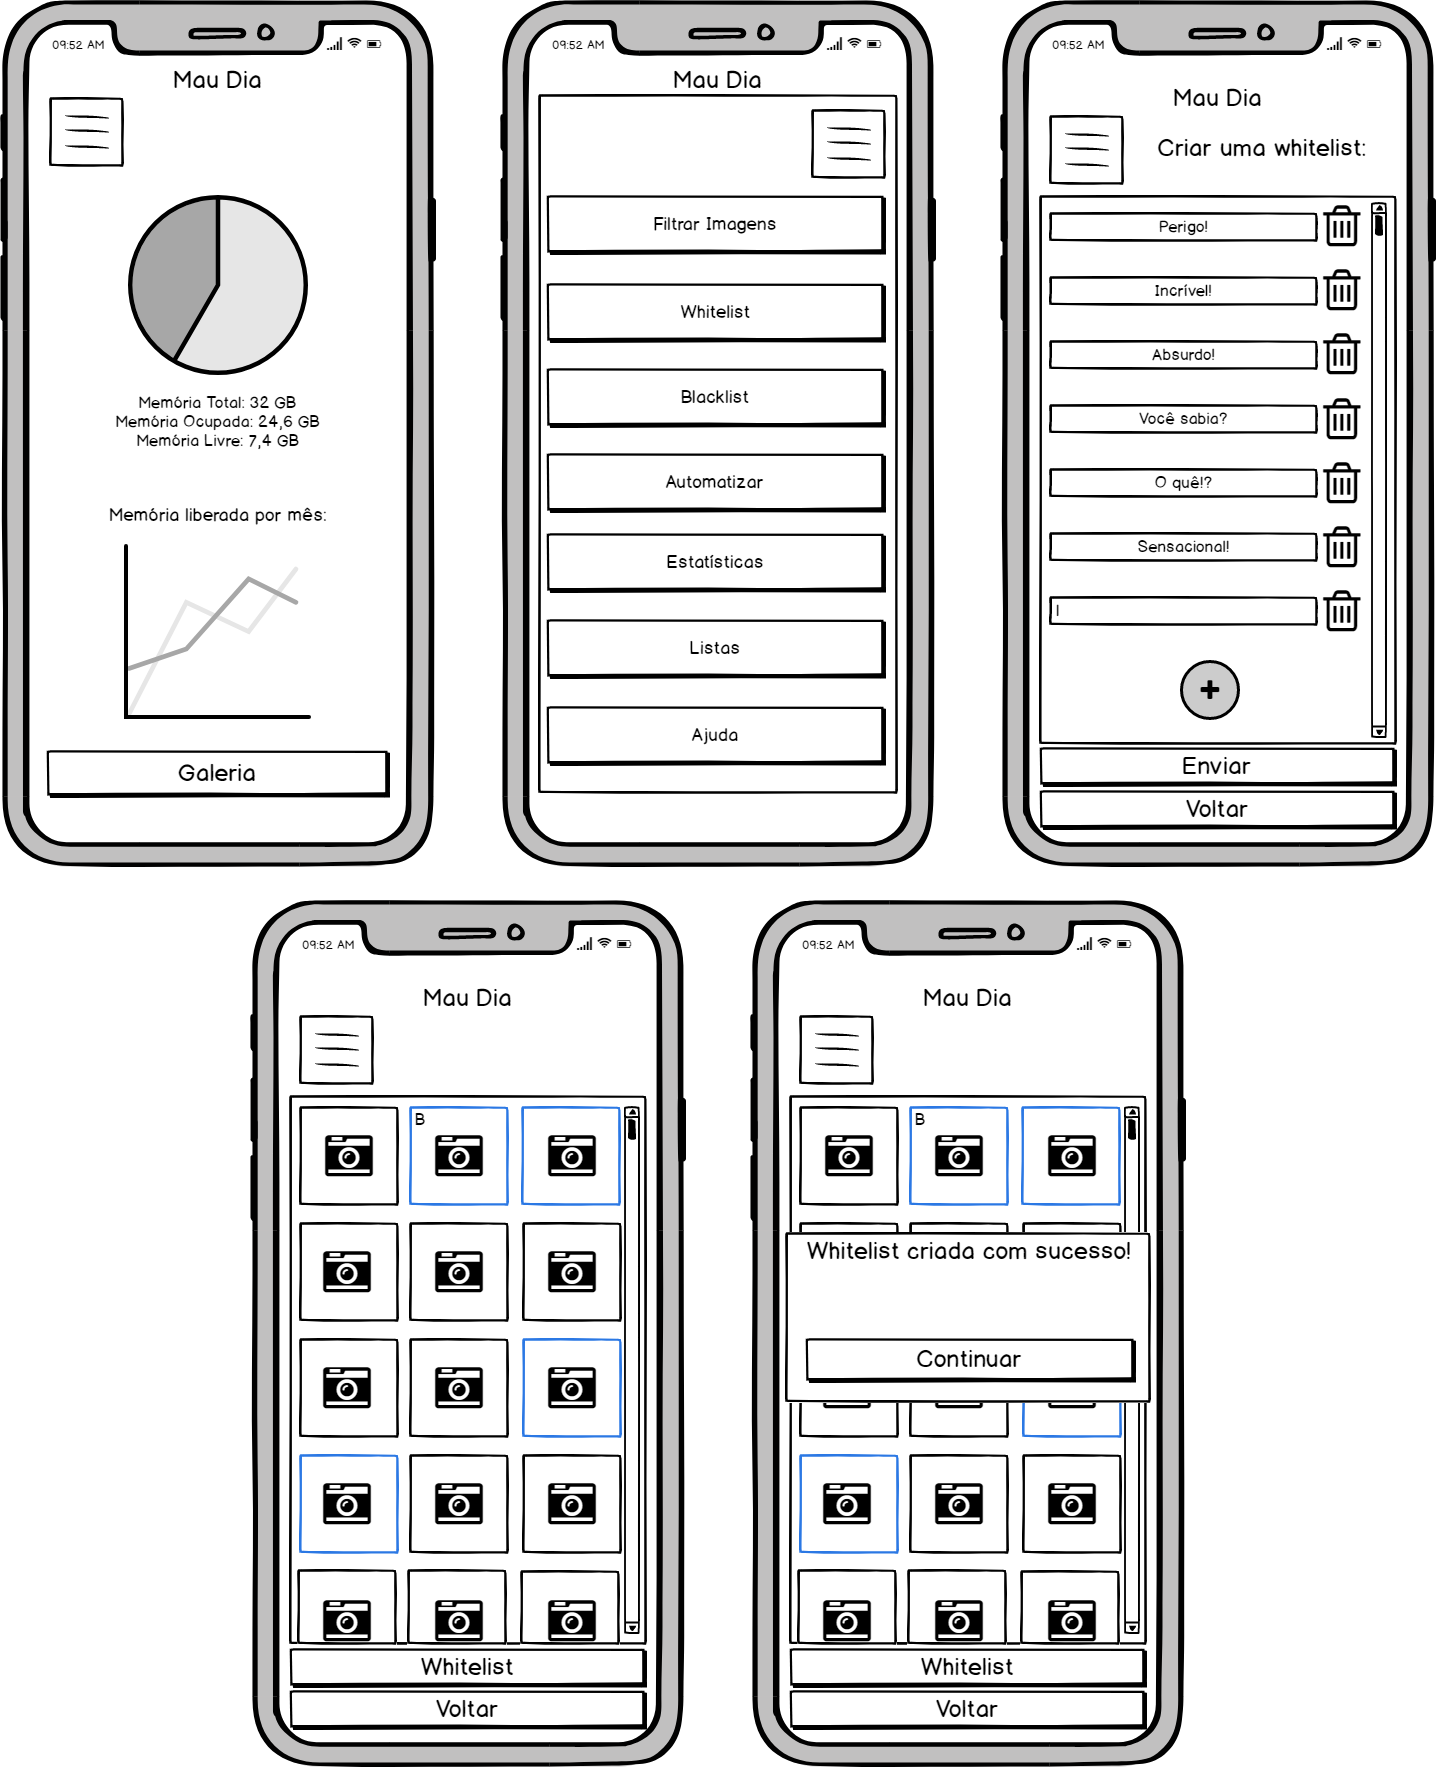 09:52 AM
Mau Dia
Memória Total: 32 GB
Memória Ocupada: 24,6 GB
Memória Livre: 7,4 GB
Memória liberada por mês:
Galeria
09:52 AM
Mau Dia
Filtrar Imagens
Whitelist
Blacklist
Automatizar
Estatísticas
Listas
Ajuda
09:52 AM
Mau Dia
Criar uma whitelist:
Perigo!
Incrível!
Absurdo!
Você sabia?
O quê!?
Sensacional!
Enviar
Voltar
09:52 AM
Mau Dia
B
Whitelist
Voltar
09:52 AM
Mau Dia
B
Whitelist criada com sucesso!
Continuar
Whitelist
Voltar